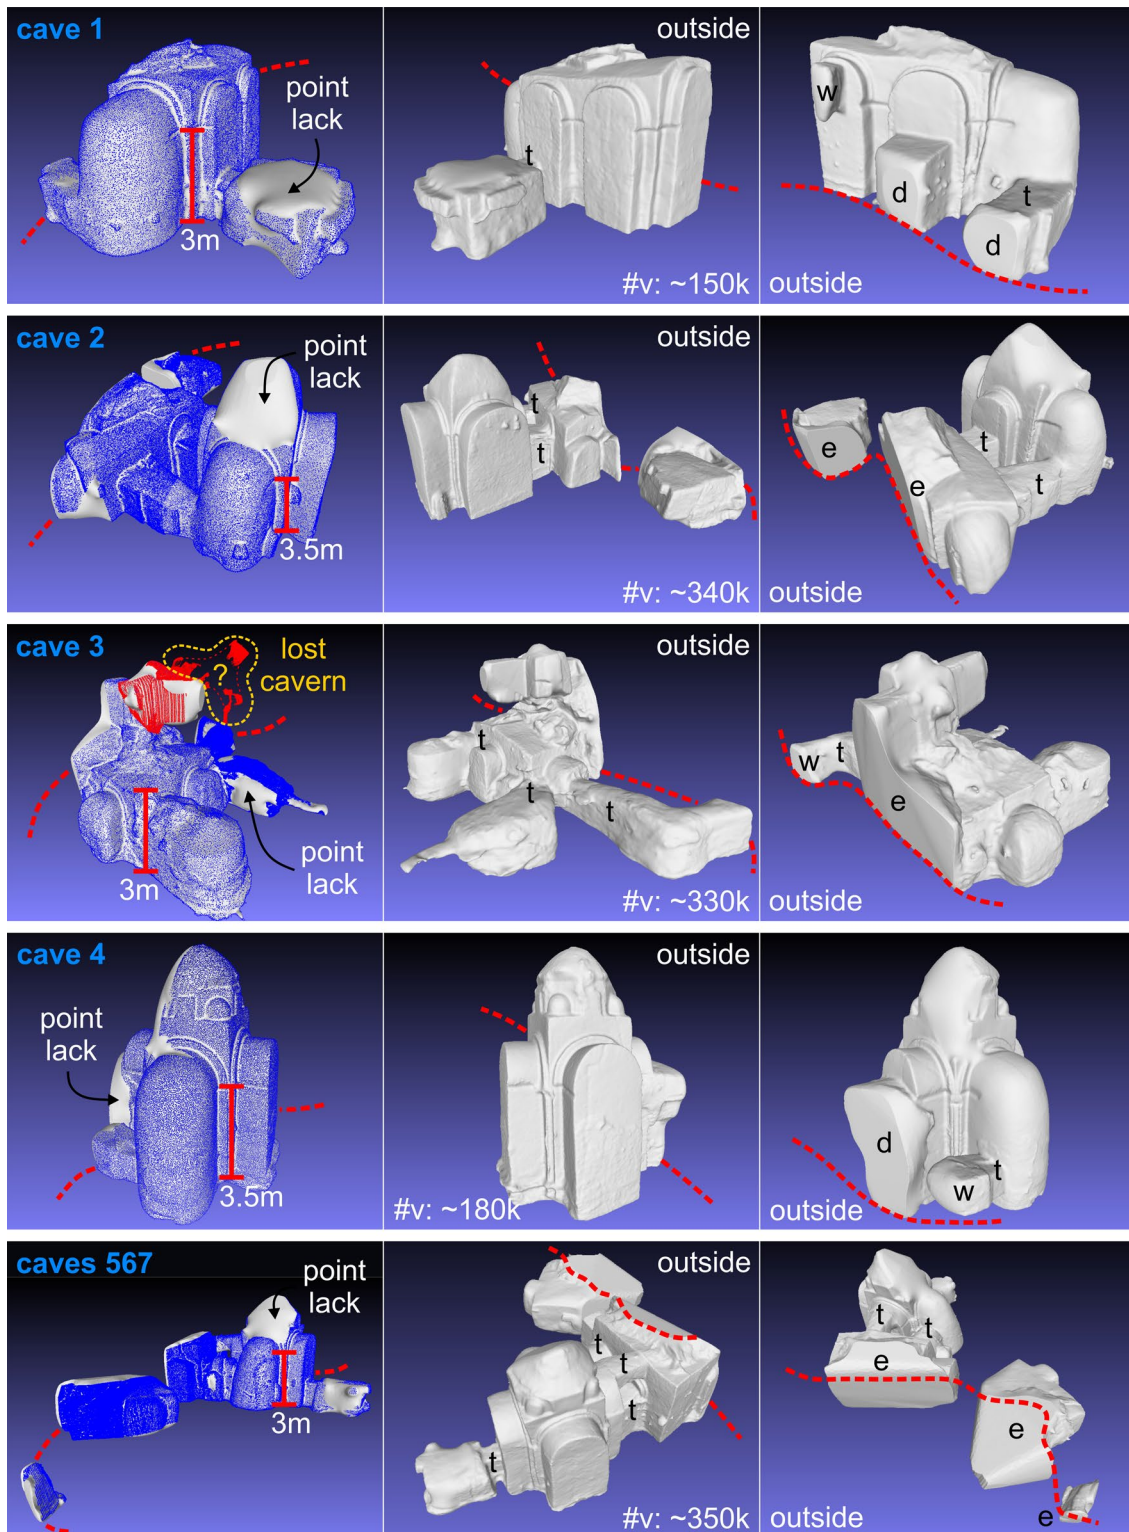 cave 1
point
lack
3m
outside
t
#v: ~150k
w
d
t
d
outside
cave 2
point
lack
3.5m
outside
t
t
#v: ~340k
e
t
e
t
outside
cave 3
lost
cavern
?
point
lack
3m
outside
t
t
t
#v: ~330k
w
t
e
outside
cave 4
point
lack
3.5m
outside
#v: ~180k
d
t
w
outside
caves 567
point
lack
3m
outside
t
t
t
t
#v: ~350k
t
t
e
e
e
outside